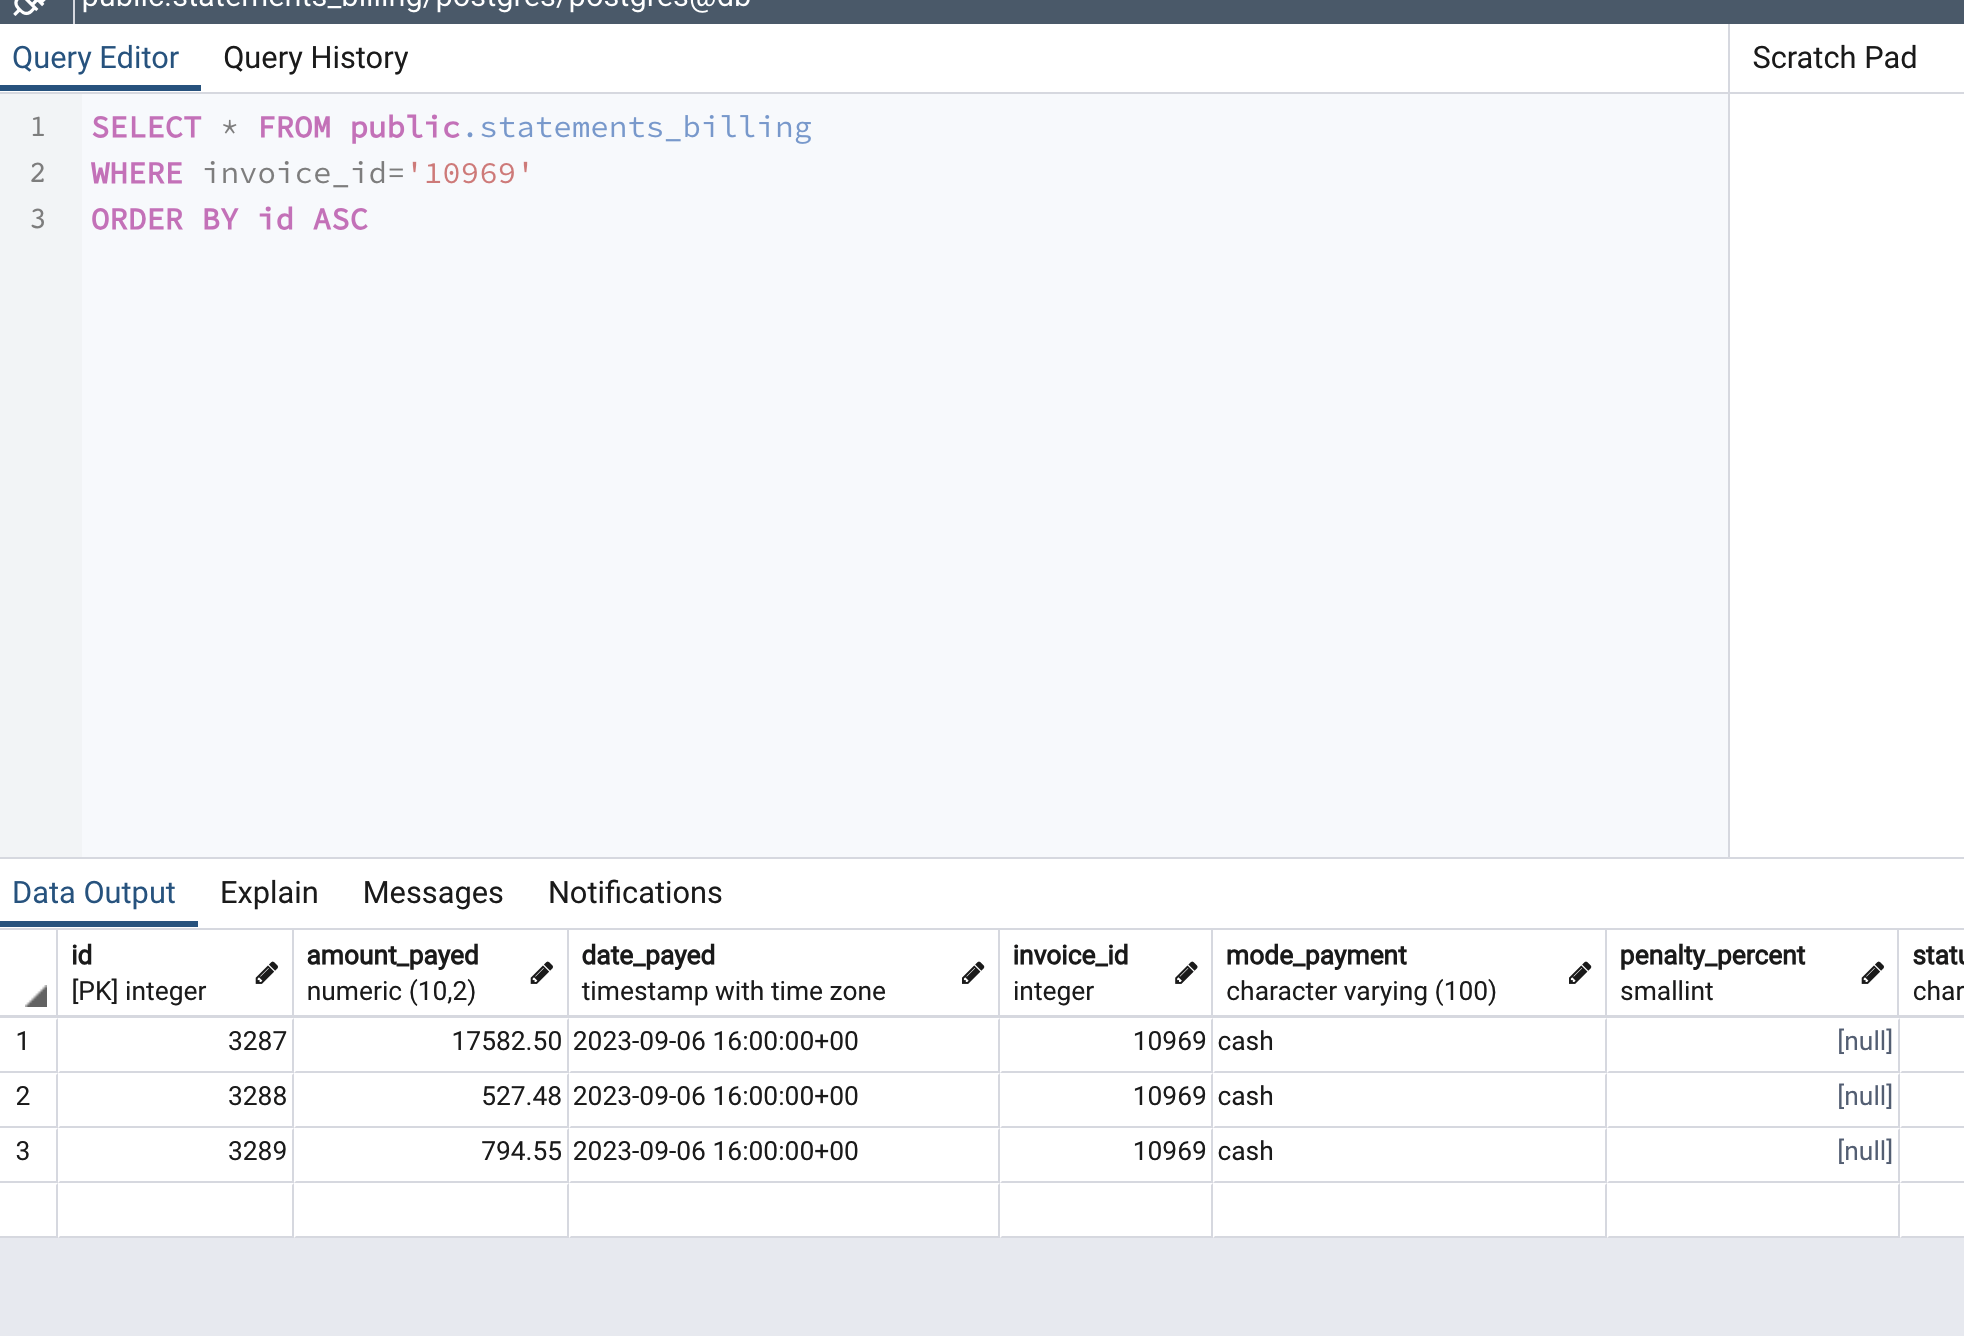 public.statements_billing/postgres/postgres@db
Query Editor Query History Scratch Pad
1 SELECT * FROM public.statements_billing
2 WHERE invoice_id='10969'
3 ORDER BY id ASC
Data Output Explain Messages Notifications
id amount_payed date_payed invoice_id mode_payment penalty_percent statu
[PK] integer numeric (10,2) timestamp with time zone integer character varying (100) smallint char
1 3287 17582.50 2023-09-06 16:00:00+00 10969 cash [null]
2 3288 527.48 2023-09-06 16:00:00+00 10969 cash [null]
3 3289 794.55 2023-09-06 16:00:00+00 10969 cash [null]